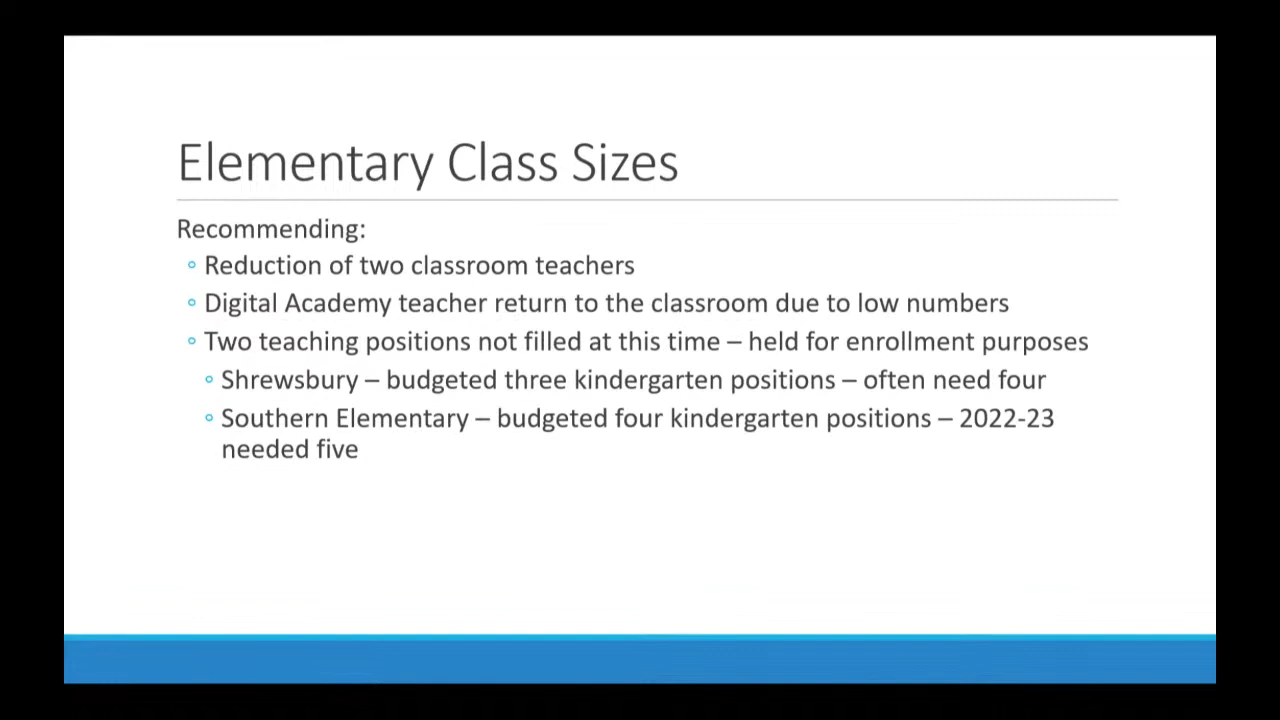 Elementary Class Sizes
Recommending:
◦ Reduction of two classroom teachers
◦ Digital Academy teacher return to the classroom due to low numbers
◦ Two teaching positions not filled at this time – held for enrollment purposes
◦ Shrewsbury – budgeted three kindergarten positions – often need four
◦ Southern Elementary – budgeted four kindergarten positions – 2022-23
needed five